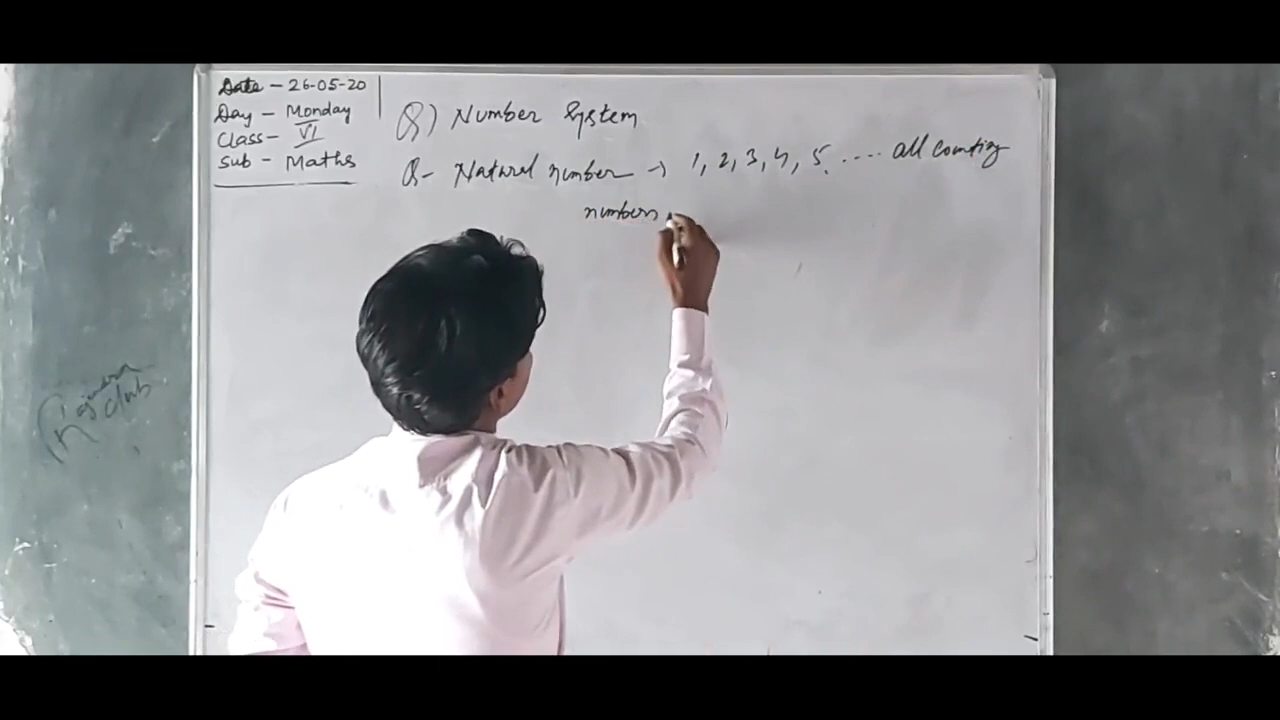 Date - 26-05-20
Day - Monday
Class - VI
Sub - Maths
Q) Number System
Q- Natural number → 1, 2, 3, 4, 5 .... all counting
numbers
club